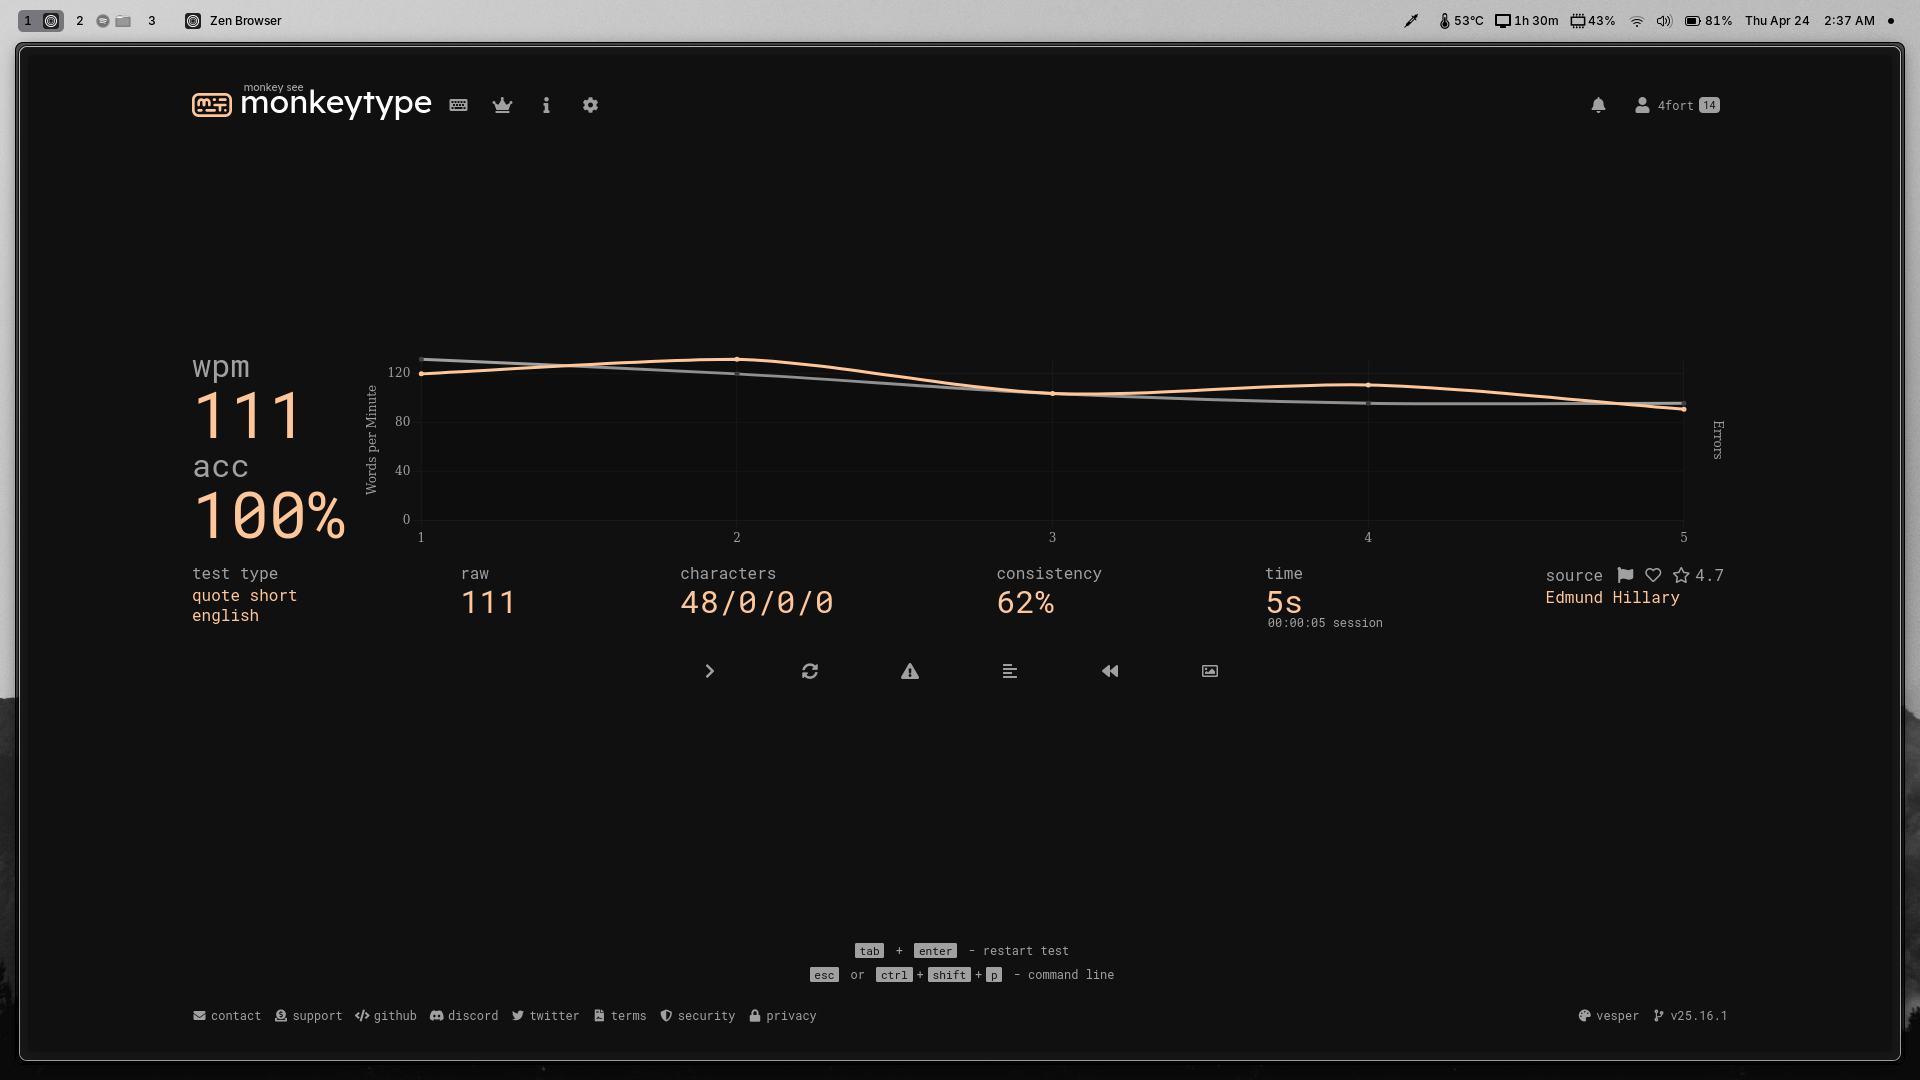 1 2 3 Zen Browser 53°C 1h 30m 43% 81% Thu Apr 24 2:37 AM
monkey see
monkeytype 4fort 14
wpm
111
acc
100%
Words per Minute
120
80
40
0
1 2 3 4 5
Errors
test type
quote short
english
raw
111
characters
48/0/0/0
consistency
62%
time
5s
00:00:05 session
source 4.7
Edmund Hillary
tab + enter - restart test
esc or ctrl + shift + p - command line
contact support github discord twitter terms security privacy vesper v25.16.1